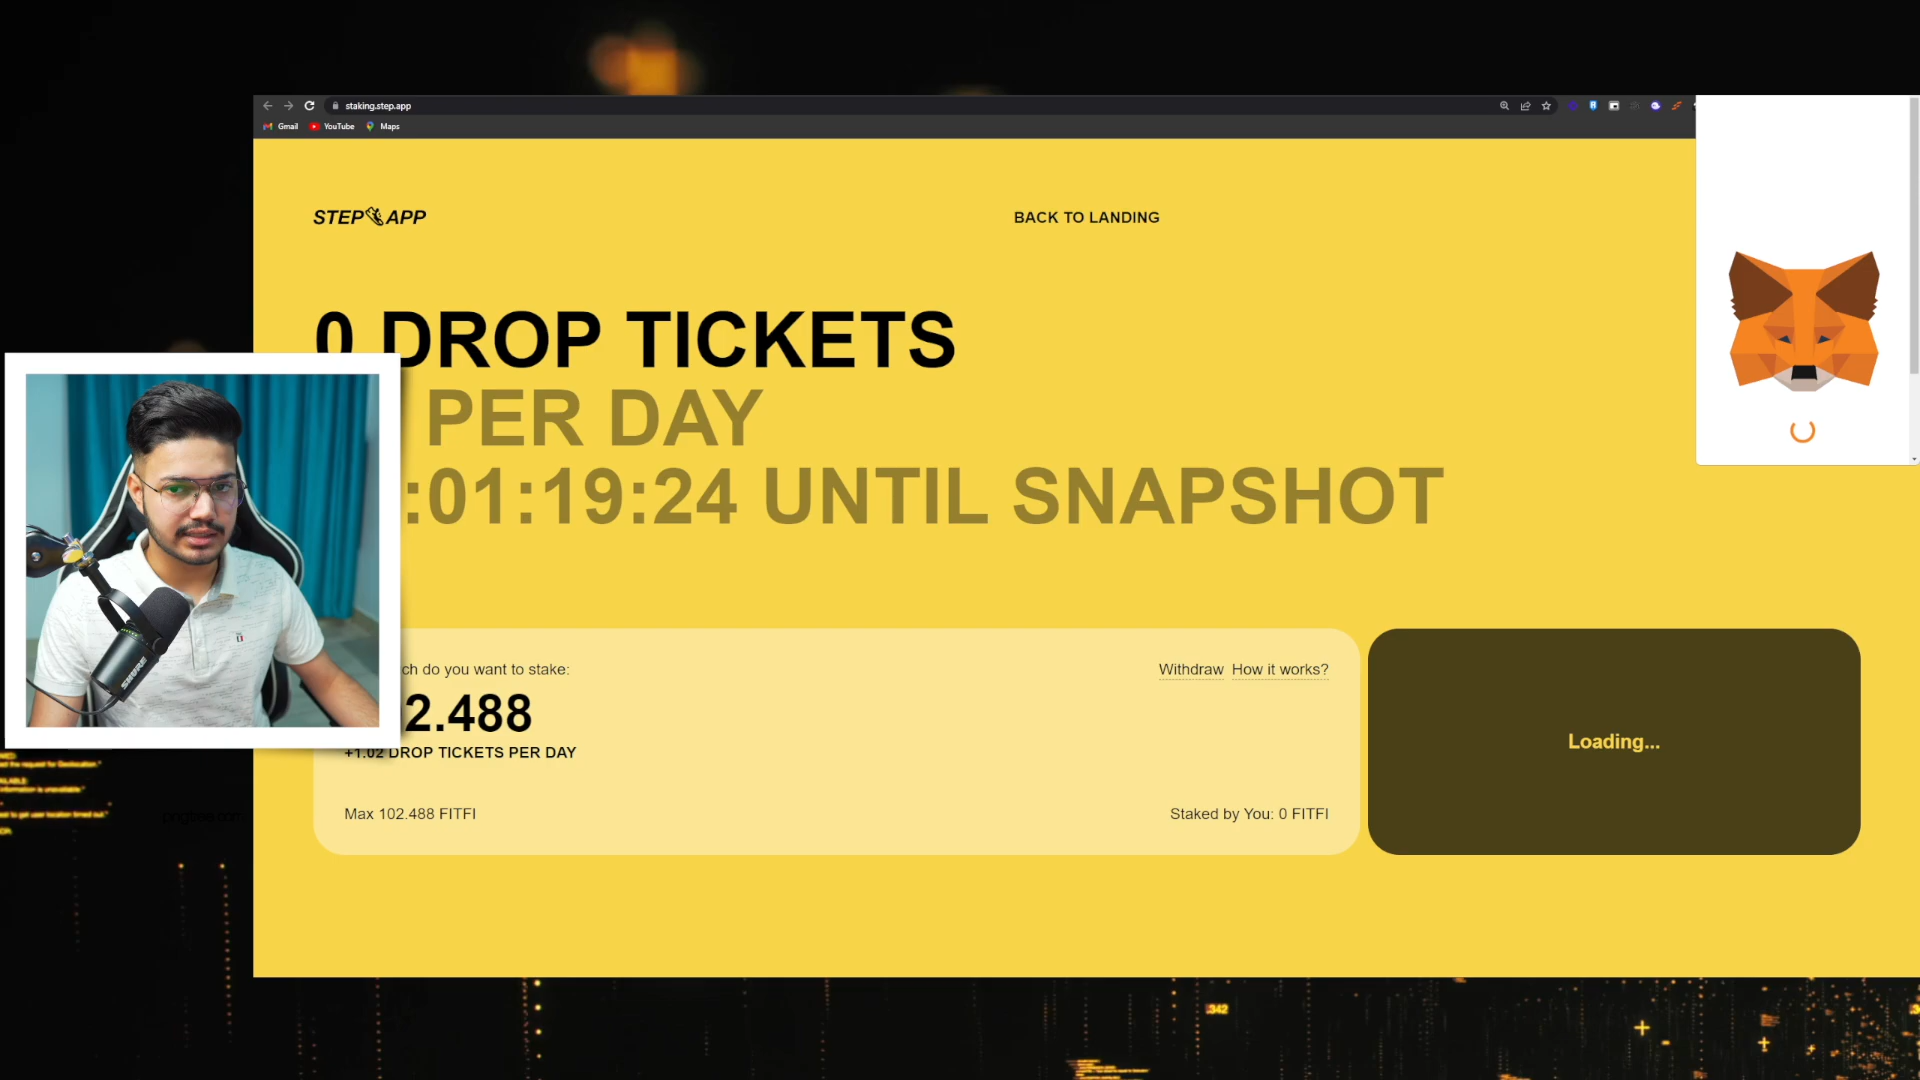 staking.step.app
Gmail YouTube Maps
STEP APP
BACK TO LANDING
0 DROP TICKETS
PER DAY
:01:19:24 UNTIL SNAPSHOT
ch do you want to stake:
Withdraw How it works?
2.488
+1.02 DROP TICKETS PER DAY
Max 102.488 FITFI
Staked by You: 0 FITFI
Loading...
SHURE
342